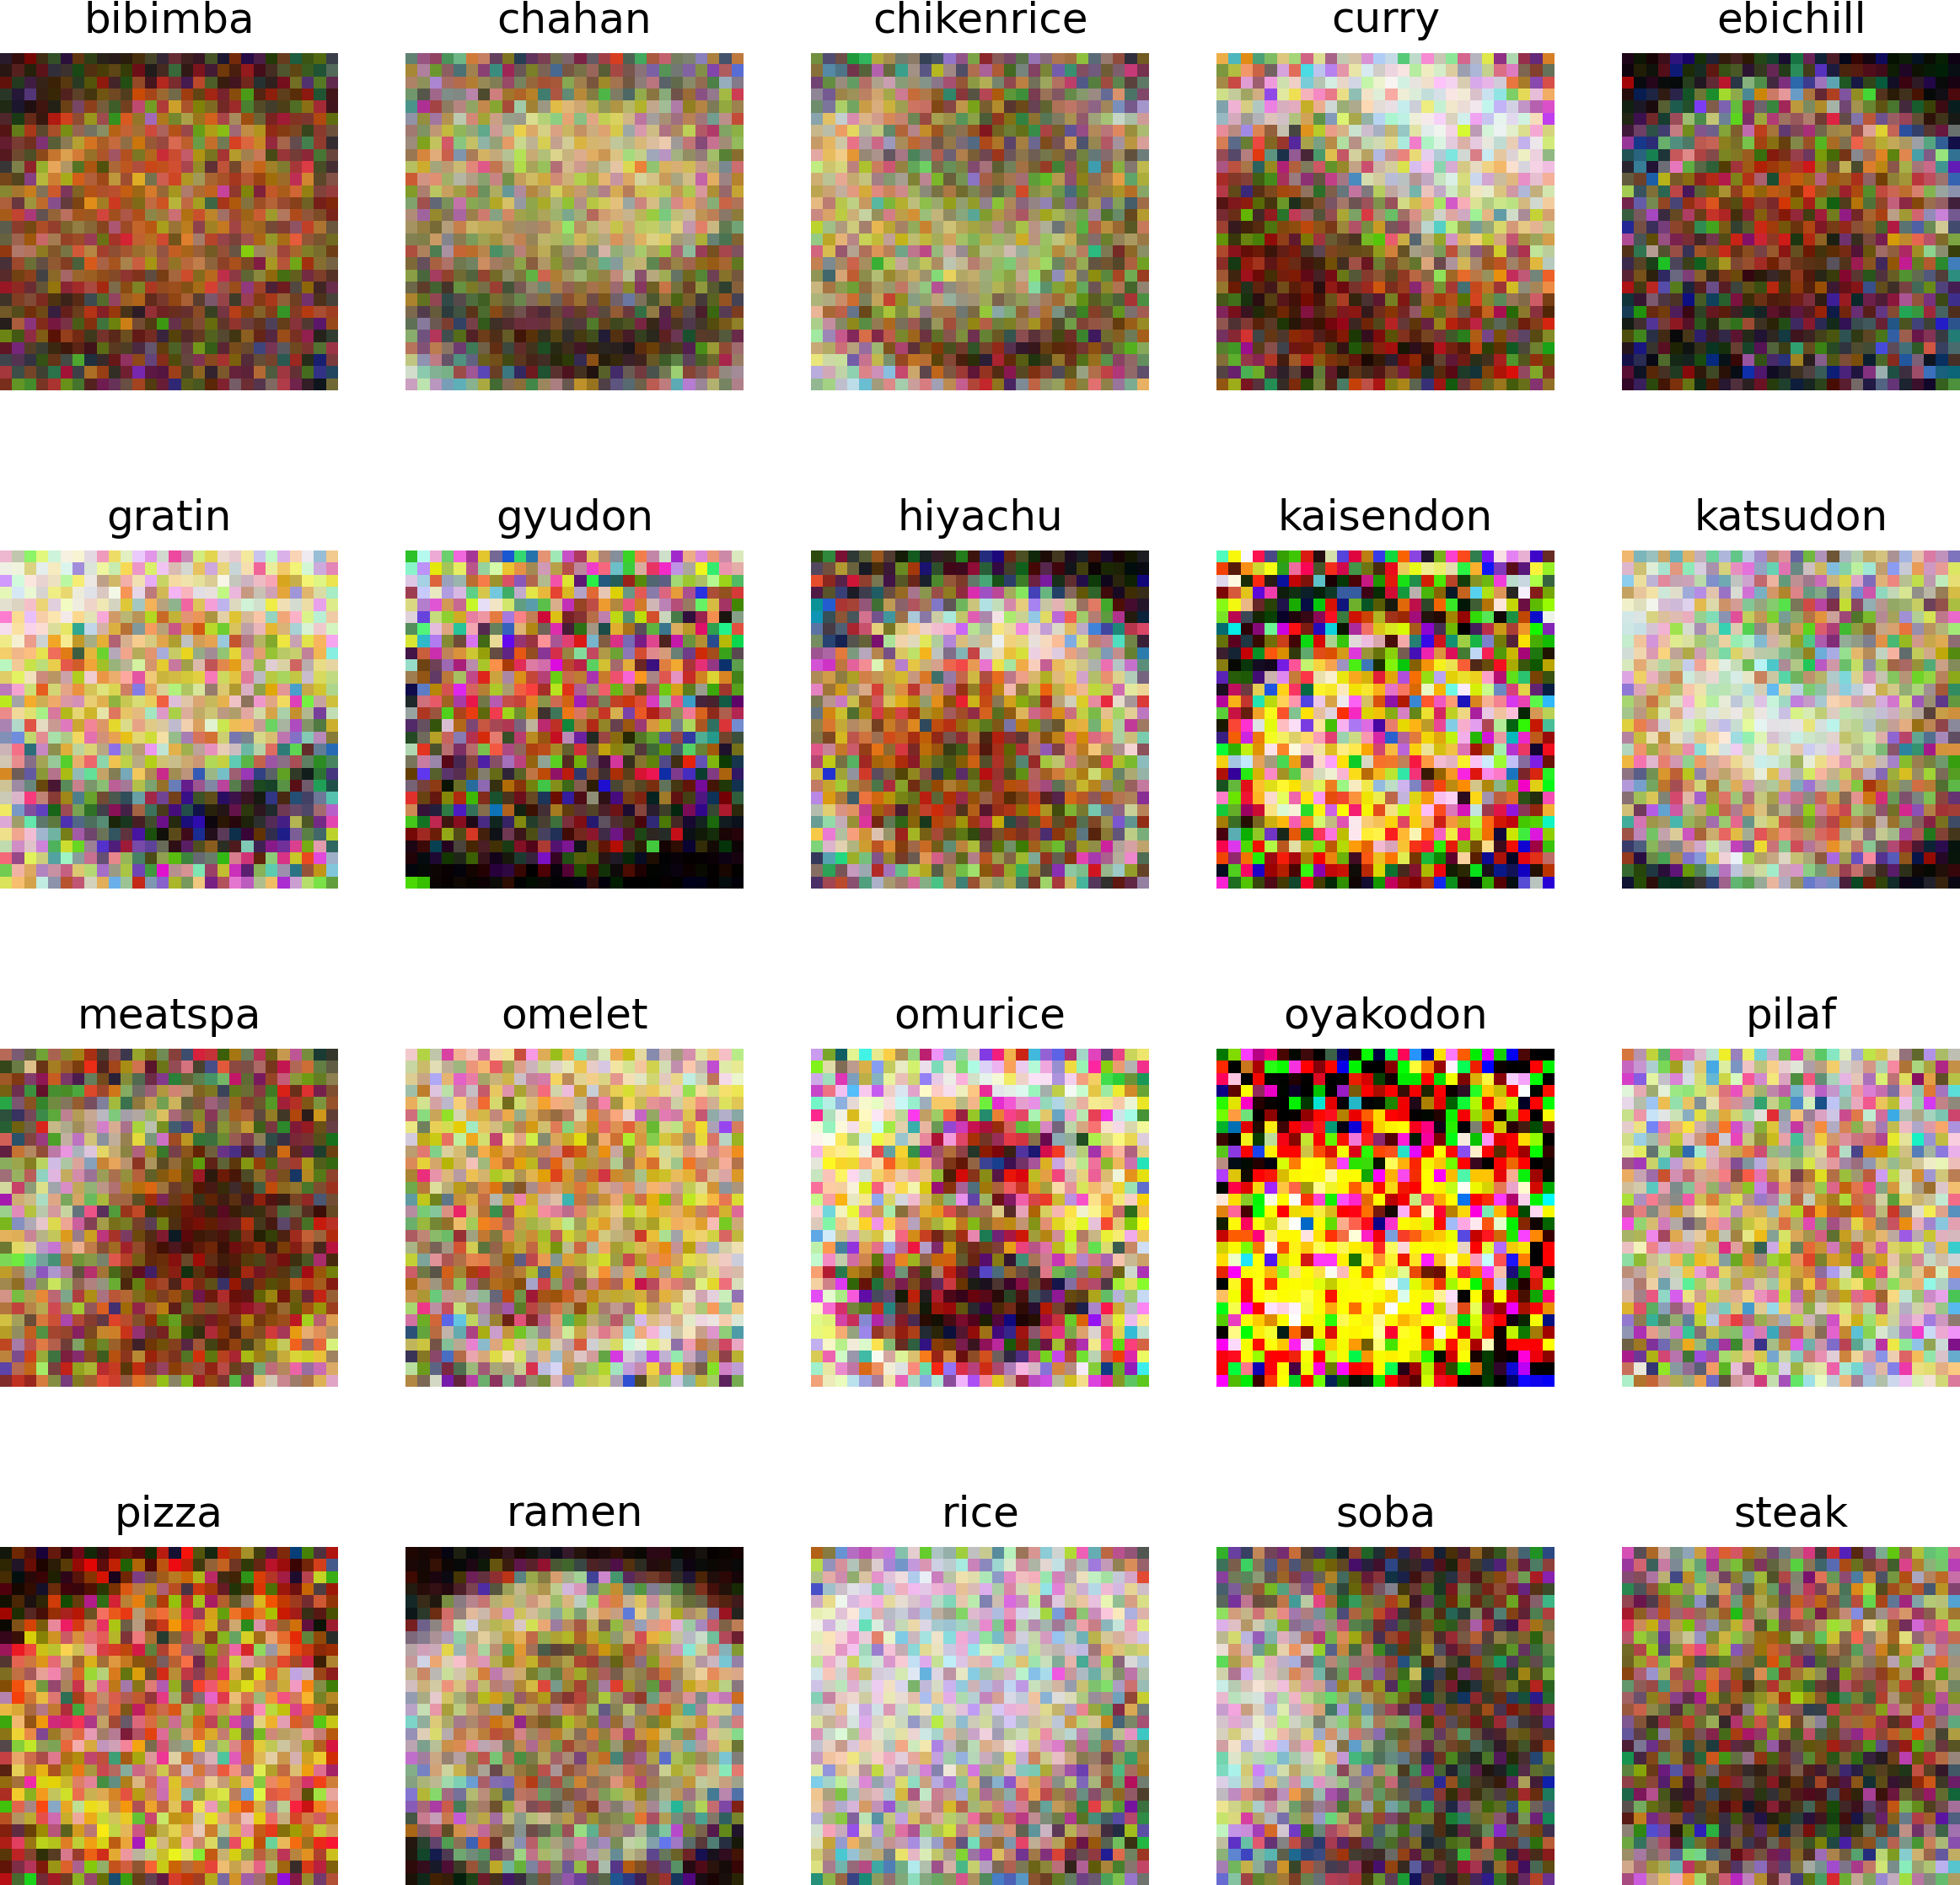 bibimba chahan chikenrice curry ebichill
gratin gyudon hiyachu kaisendon katsudon
meatspa omelet omurice oyakodon pilaf
pizza ramen rice soba steak